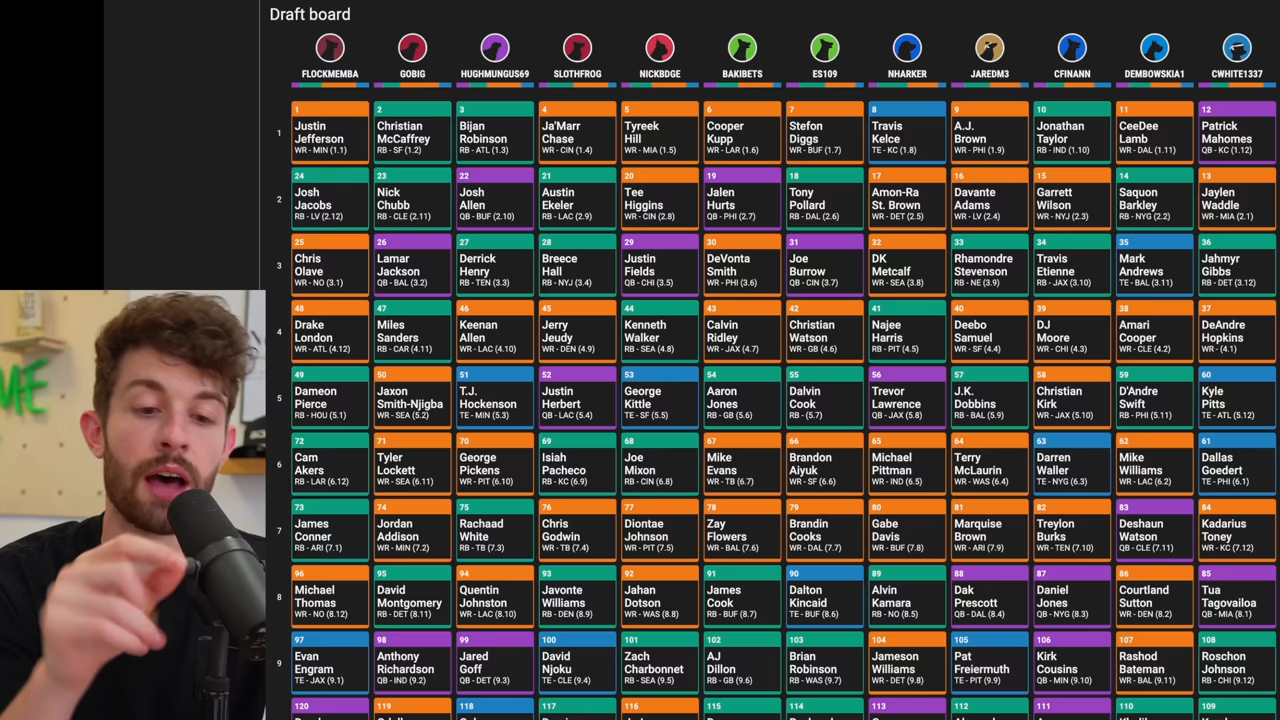 Draft board
FLOCKMEMBA GOBIG HUGHMUNGUS69 SLOTHFROG NICKBDGE BAKIBETS ES109 NHARKER JAREDM3 CFINANN DEMBOWSKIA1 CWHITE1337
1 2 3 4 5 6 7 8 9 10 11 12
1
Justin Christian Bijan Ja'Marr Tyreek Cooper Stefon Travis A.J. Jonathan CeeDee Patrick
Jefferson McCaffrey Robinson Chase Hill Kupp Diggs Kelce Brown Taylor Lamb Mahomes
WR - MIN (1.1) RB - SF (1.2) RB - ATL (1.3) WR - CIN (1.4) WR - MIA (1.5) WR - LAR (1.6) WR - BUF (1.7) TE - KC (1.8) WR - PHI (1.9) RB - IND (1.10) WR - DAL (1.11) QB - KC (1.12)
24 23 22 21 20 19 18 17 16 15 14 13
2
Josh Nick Josh Austin Tee Jalen Tony Amon-Ra Davante Garrett Saquon Jaylen
Jacobs Chubb Allen Ekeler Higgins Hurts Pollard St. Brown Adams Wilson Barkley Waddle
RB - LV (2.12) RB - CLE (2.11) QB - BUF (2.10) RB - LAC (2.9) WR - CIN (2.8) QB - PHI (2.7) RB - DAL (2.6) WR - DET (2.5) WR - LV (2.4) WR - NYJ (2.3) RB - NYG (2.2) WR - MIA (2.1)
25 26 27 28 29 30 31 32 33 34 35 36
3
Chris Lamar Derrick Breece Justin DeVonta Joe DK Rhamondre Travis Mark Jahmyr
Olave Jackson Henry Hall Fields Smith Burrow Metcalf Stevenson Etienne Andrews Gibbs
WR - NO (3.1) QB - BAL (3.2) RB - TEN (3.3) RB - NYJ (3.4) QB - CHI (3.5) WR - PHI (3.6) QB - CIN (3.7) WR - SEA (3.8) RB - NE (3.9) RB - JAX (3.10) TE - BAL (3.11) RB - DET (3.12)
48 47 46 45 44 43 42 41 40 39 38 37
4
Drake Miles Keenan Jerry Kenneth Calvin Christian Najee Deebo DJ Amari DeAndre
London Sanders Allen Jeudy Walker Ridley Watson Harris Samuel Moore Cooper Hopkins
WR - ATL (4.12) RB - CAR (4.11) WR - LAC (4.10) WR - DEN (4.9) RB - SEA (4.8) WR - JAX (4.7) WR - GB (4.6) RB - PIT (4.5) WR - SF (4.4) WR - CHI (4.3) WR - CLE (4.2) WR - (4.1)
49 50 51 52 53 54 55 56 57 58 59 60
5
Dameon Jaxon T.J. Justin George Aaron Dalvin Trevor J.K. Christian D'Andre Kyle
Pierce Smith-Njigba Hockenson Herbert Kittle Jones Cook Lawrence Dobbins Kirk Swift Pitts
RB - HOU (5.1) WR - SEA (5.2) TE - MIN (5.3) QB - LAC (5.4) TE - SF (5.5) RB - GB (5.6) RB - (5.7) QB - JAX (5.8) RB - BAL (5.9) WR - JAX (5.10) RB - PHI (5.11) TE - ATL (5.12)
72 71 70 69 68 67 66 65 64 63 62 61
6
Cam Tyler George Isiah Joe Mike Brandon Michael Terry Darren Mike Dallas
Akers Lockett Pickens Pacheco Mixon Evans Aiyuk Pittman McLaurin Waller Williams Goedert
RB - LAR (6.12) WR - SEA (6.11) WR - PIT (6.10) RB - KC (6.9) RB - CIN (6.8) WR - TB (6.7) WR - SF (6.6) WR - IND (6.5) WR - WAS (6.4) TE - NYG (6.3) WR - LAC (6.2) TE - PHI (6.1)
73 74 75 76 77 78 79 80 81 82 83 84
7
James Jordan Rachaad Chris Diontae Zay Brandin Gabe Marquise Treylon Deshaun Kadarius
Conner Addison White Godwin Johnson Flowers Cooks Davis Brown Burks Watson Toney
RB - ARI (7.1) WR - MIN (7.2) RB - TB (7.3) WR - TB (7.4) WR - PIT (7.5) WR - BAL (7.6) WR - DAL (7.7) WR - BUF (7.8) WR - ARI (7.9) WR - TEN (7.10) QB - CLE (7.11) WR - KC (7.12)
96 95 94 93 92 91 90 89 88 87 86 85
8
Michael David Quentin Javonte Jahan James Dalton Alvin Dak Daniel Courtland Tua
Thomas Montgomery Johnston Williams Dotson Cook Kincaid Kamara Prescott Jones Sutton Tagovailoa
WR - NO (8.12) RB - DET (8.11) WR - LAC (8.10) RB - DEN (8.9) WR - WAS (8.8) RB - BUF (8.7) TE - BUF (8.6) RB - NO (8.5) QB - DAL (8.4) QB - NYG (8.3) WR - DEN (8.2) QB - MIA (8.1)
97 98 99 100 101 102 103 104 105 106 107 108
9
Evan Anthony Jared David Zach AJ Brian Jameson Pat Kirk Rashod Roschon
Engram Richardson Goff Njoku Charbonnet Dillon Robinson Williams Freiermuth Cousins Bateman Johnson
TE - JAX (9.1) QB - IND (9.2) QB - DET (9.3) TE - CLE (9.4) RB - SEA (9.5) RB - GB (9.6) RB - WAS (9.7) WR - DET (9.8) TE - PIT (9.9) QB - MIN (9.10) WR - BAL (9.11) RB - CHI (9.12)
120 119 118 117 116 115 114 113 112 111 110 109